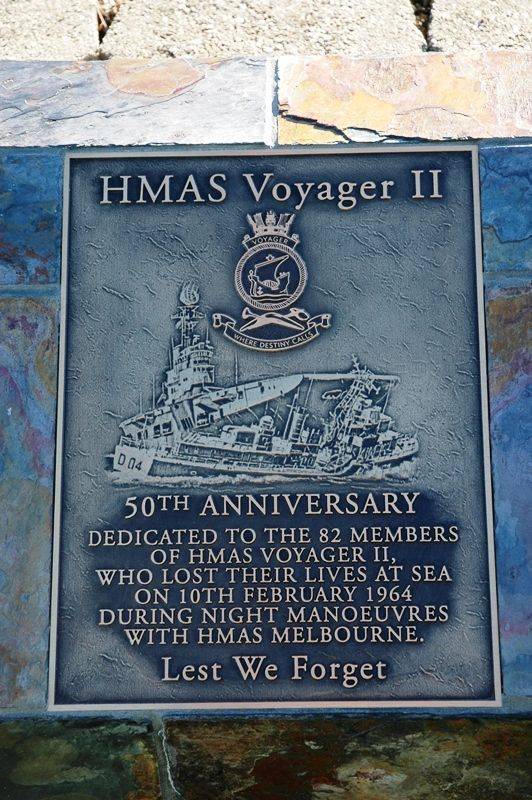 HMAS Voyager II
VOYAGER
WHERE DESTINY CALLS
D04
50TH ANNIVERSARY
DEDICATED TO THE 82 MEMBERS
OF HMAS VOYAGER II,
WHO LOST THEIR LIVES AT SEA
ON 10TH FEBRUARY 1964
DURING NIGHT MANOEUVRES
WITH HMAS MELBOURNE.
Lest We Forget